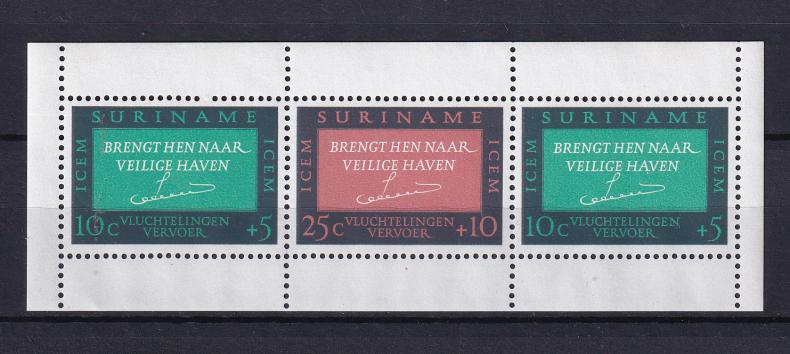 SURINAME
ICEM
BRENGT HEN NAAR
VEILIGE HAVEN
ICEM
VLUCHTELINGEN
10C VERVOER +5
SURINAME
ICEM
BRENGT HEN NAAR
VEILIGE HAVEN
ICEM
VLUCHTELINGEN
25C VERVOER +10
SURINAME
ICEM
BRENGT HEN NAAR
VEILIGE HAVEN
ICEM
VLUCHTELINGEN
10C VERVOER +5